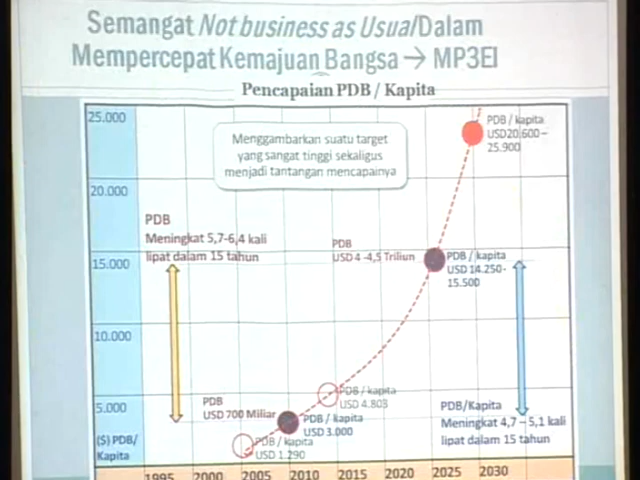 Semangat Not business as Usual Dalam
Mempercepat Kemajuan Bangsa → MP3EI
Pencapaian PDB / Kapita
25.000
20.000
15.000
10.000
5.000
($) PDB/
Kapita
Menggambarkan suatu target
yang sangat tinggi sekaligus
menjadi tantangan mencapainya
PDB / kapita
USD20.600 –
25.900
PDB
Meningkat 5,7-6,4 kali
lipat dalam 15 tahun
PDB
USD 4 -4,5 Triliun
PDB / kapita
USD 14.250-
15.500
PDB / kapita
USD 4.803
PDB
USD 700 Miliar
PDB / kapita
USD 3.000
PDB / kapita
USD 1.290
PDB/Kapita
Meningkat 4,7 – 5,1 kali
lipat dalam 15 tahun
1995 2000 2005 2010 2015 2020 2025 2030